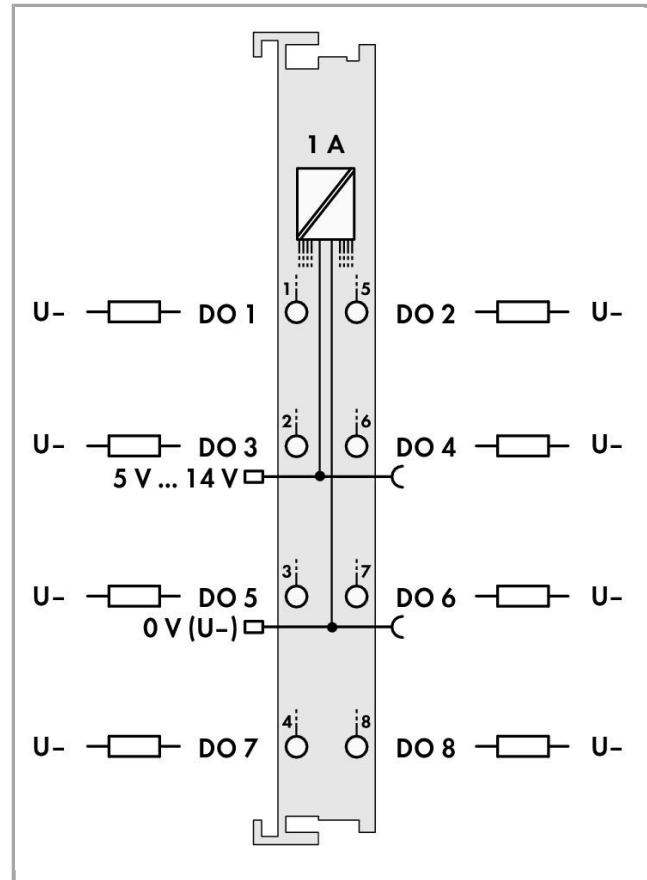 1 A
1 5
U– DO 1 DO 2 U–
2 6
U– DO 3 DO 4 U–
5 V ... 14 V
3 7
U– DO 5 DO 6 U–
0 V (U–)
4 8
U– DO 7 DO 8 U–